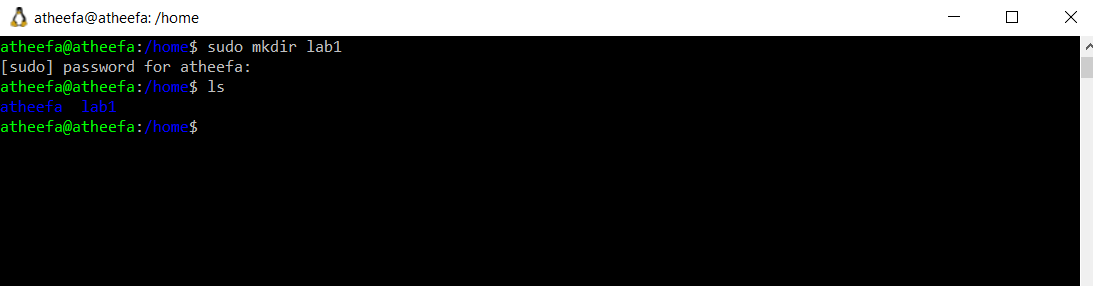 atheefa@atheefa: /home
atheefa@atheefa:/home$ sudo mkdir lab1
[sudo] password for atheefa:
atheefa@atheefa:/home$ ls
atheefa  lab1
atheefa@atheefa:/home$